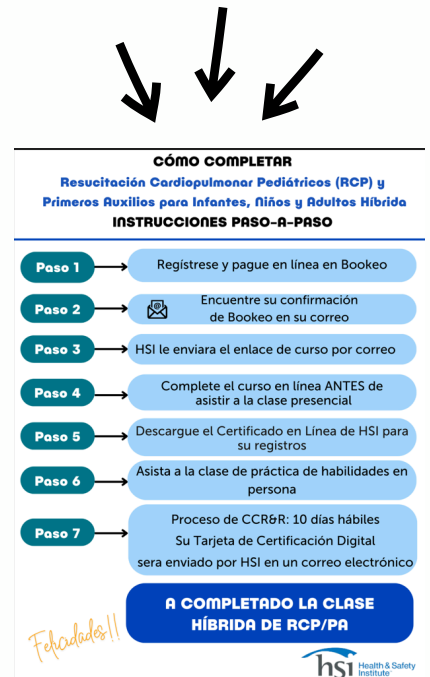 CÓMO COMPLETAR
Resucitación Cardiopulmonar Pediátricos (RCP) y
Primeros Auxilios para Infantes, Niños y Adultos Híbrida
INSTRUCCIONES PASO-A-PASO
Paso 1
Regístrese y pague en línea en Bookeo
Paso 2
Encuentre su confirmación
de Bookeo en su correo
Paso 3
HSI le enviara el enlace de curso por correo
Paso 4
Complete el curso en línea ANTES de
asistir a la clase presencial
Paso 5
Descargue el Certificado en Línea de HSI para
su registros
Paso 6
Asista a la clase de práctica de habilidades en
persona
Paso 7
Proceso de CCR&R: 10 días hábiles
Su Tarjeta de Certificación Digital
sera enviado por HSI en un correo electrónico
Felicidades!!
A COMPLETADO LA CLASE
HÍBRIDA DE RCP/PA
hsi Health & Safety
Institute